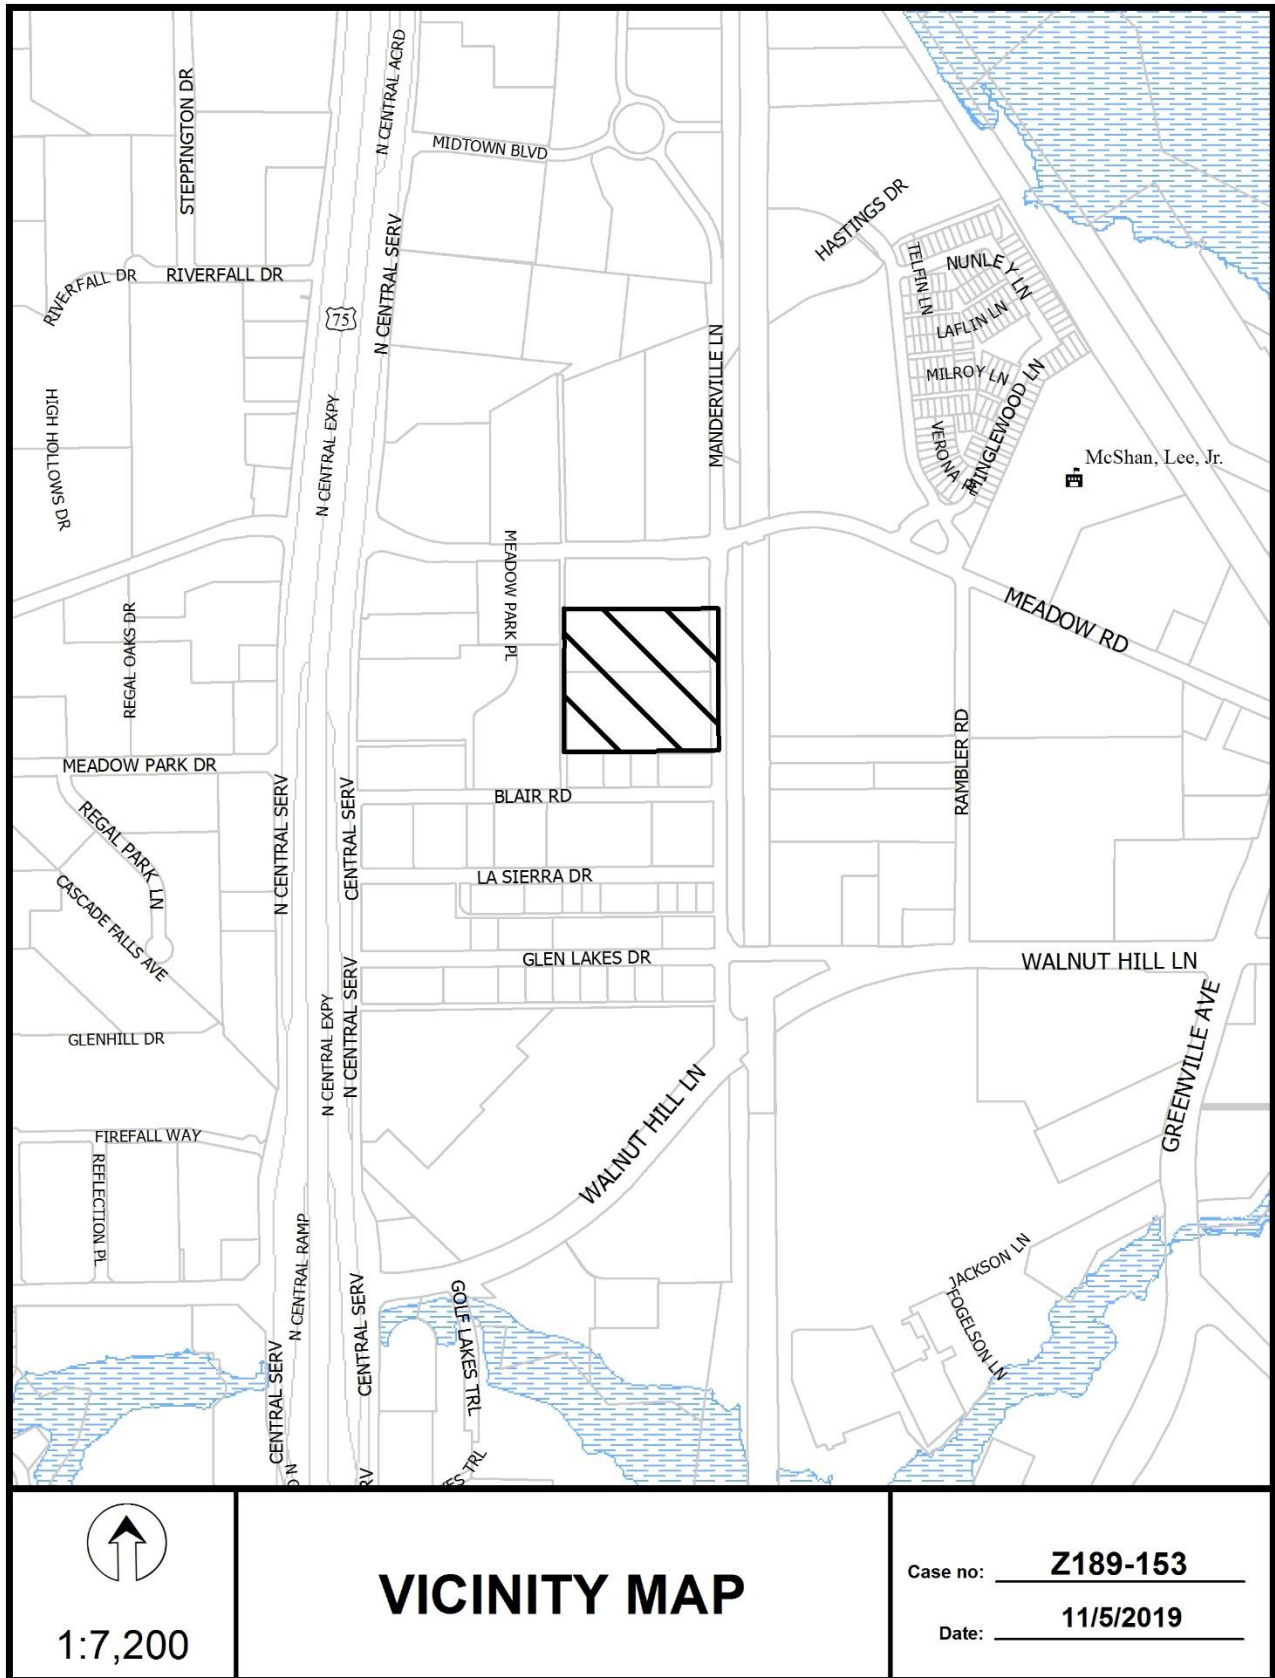 STEPPINGTON DR
N CENTRAL ACRD
MIDTOWN BLVD
HASTINGS DR
TELFIN LN
NUNLEY LN
RIVERFALL DR
RIVERFALL DR
N CENTRAL SERV
75
LAFLIN LN
MANDERVILLE LN
MILROY LN
MINGLEWOOD LN
VERONA
HIGH HOLLOWS DR
N CENTRAL EXPY
McShan, Lee, Jr.
MEADOW PARK PL
MEADOW RD
REGAL OAKS DR
RAMBLER RD
MEADOW PARK DR
BLAIR RD
N CENTRAL SERV
CENTRAL SERV
REGAL PARK LN
LA SIERRA DR
CASCADE FALLS AVE
GLEN LAKES DR
WALNUT HILL LN
N CENTRAL SERV
N CENTRAL EXPY
GREENVILLE AVE
GLENHILL DR
WALNUT HILL LN
FIREFALL WAY
REFLECTION PL
N CENTRAL RAMP
JACKSON LN
FOGELSON LN
GOLF LAKES TRL
CENTRAL SERV
CENTRAL SERV
ES TRL
RV
N
1:7,200
VICINITY MAP
Case no: Z189-153
Date: 11/5/2019